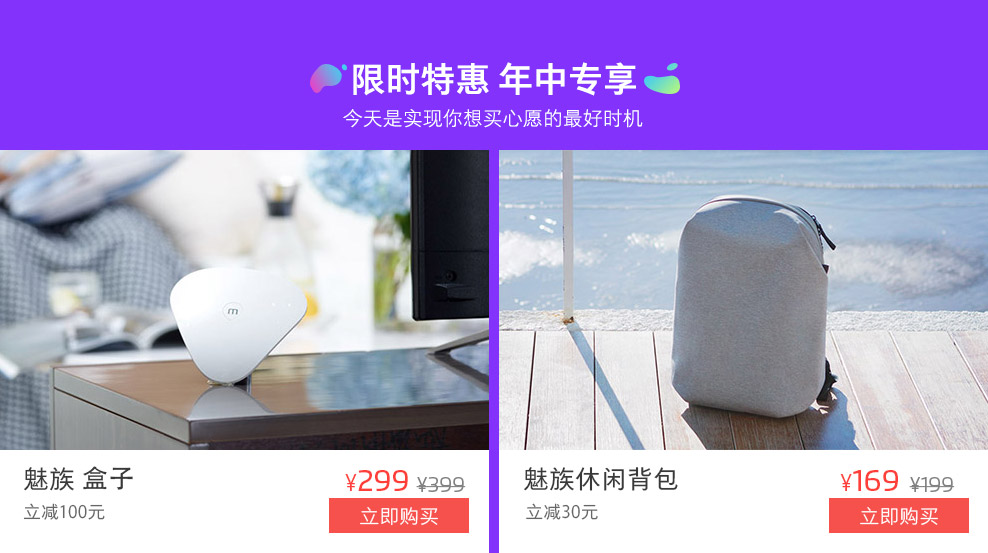 限时特惠 年中专享
今天是实现你想买心愿的最好时机
m
魅族 盒子
¥299 ¥399
立减100元
立即购买
魅族休闲背包
¥169 ¥199
立减30元
立即购买